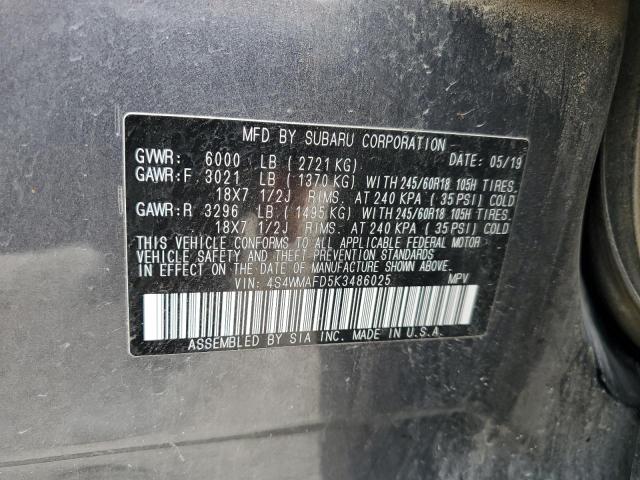 MFD BY SUBARU CORPORATION
GVWR: 6000 LB ( 2721 KG) DATE: 05/19
GAWR:F 3021 LB ( 1370 KG) WITH 245/60R18 105H TIRES,
18X7 1/2J RIMS, AT 240 KPA ( 35 PSI) COLD
GAWR:R 3296 LB ( 1495 KG) WITH 245/60R18 105H TIRES,
18X7 1/2J RIMS, AT 240 KPA ( 35 PSI) COLD
THIS VEHICLE CONFORMS TO ALL APPLICABLE FEDERAL MOTOR
VEHICLE SAFETY AND THEFT PREVENTION STANDARDS
IN EFFECT ON THE DATE OF MANUFACTURE SHOWN ABOVE.
VIN: 4S4WMAFD5K3486025 MPV
ASSEMBLED BY SIA INC. MADE IN U.S.A.